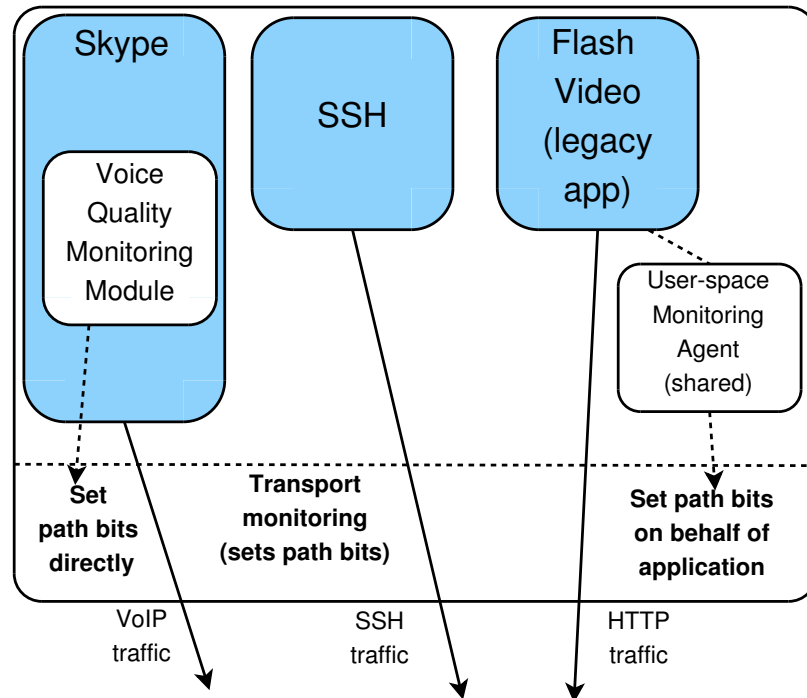 Skype
Voice
Quality
Monitoring
Module
SSH
Flash
Video
(legacy
app)
User-space
Monitoring
Agent
(shared)
Set
path bits
directly
Transport
monitoring
(sets path bits)
Set path bits
on behalf of
application
VoIP
traffic
SSH
traffic
HTTP
traffic